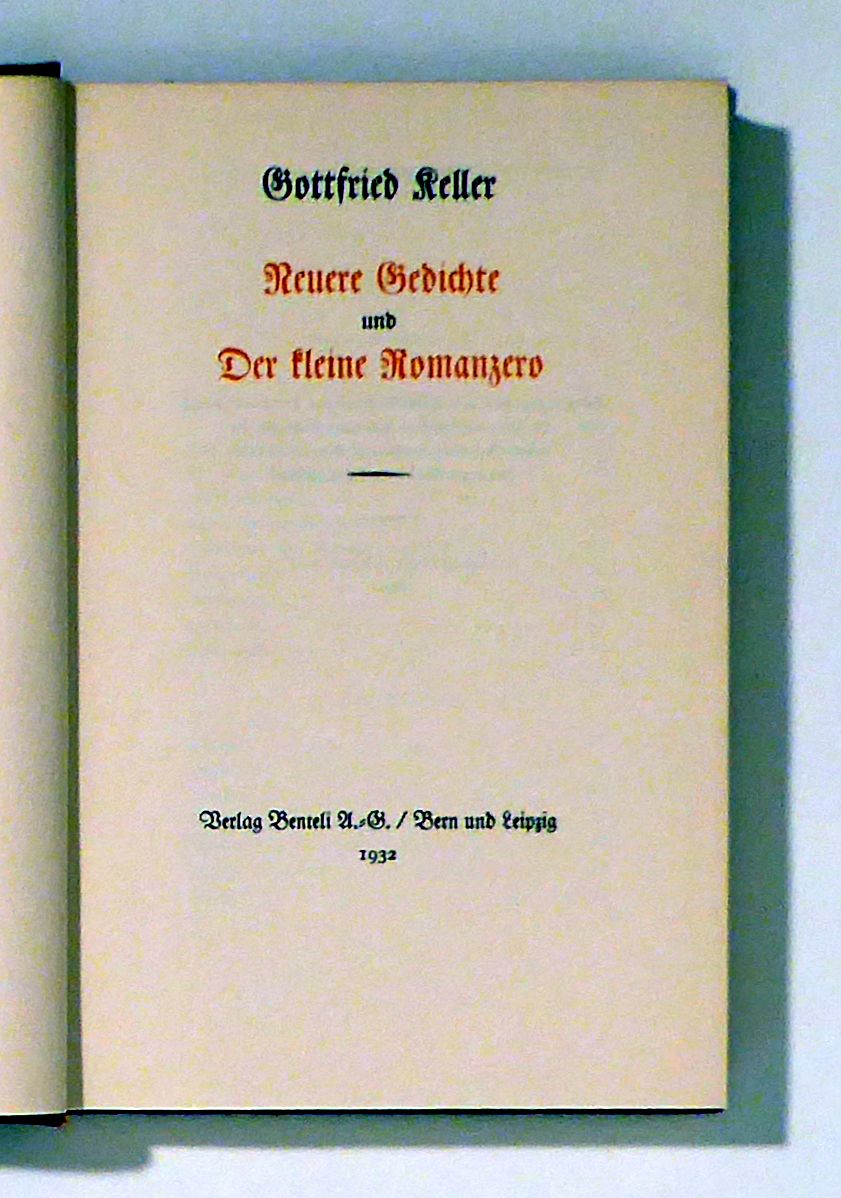 Gottfried Keller
Neuere Gedichte
und
Der kleine Romanzero
Verlag Benteli A.-G. / Bern und Leipzig
1932